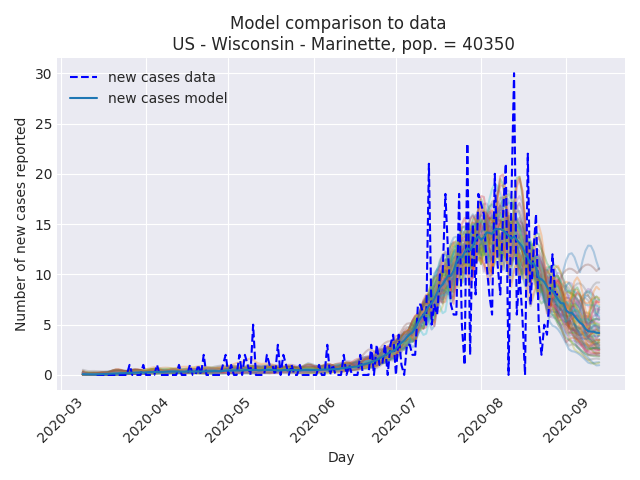 Model comparison to data
US - Wisconsin - Marinette, pop. = 40350
new cases data
new cases model
Number of new cases reported
30
25
20
15
10
5
0
2020-03
2020-04
2020-05
2020-06
2020-07
2020-08
2020-09
Day